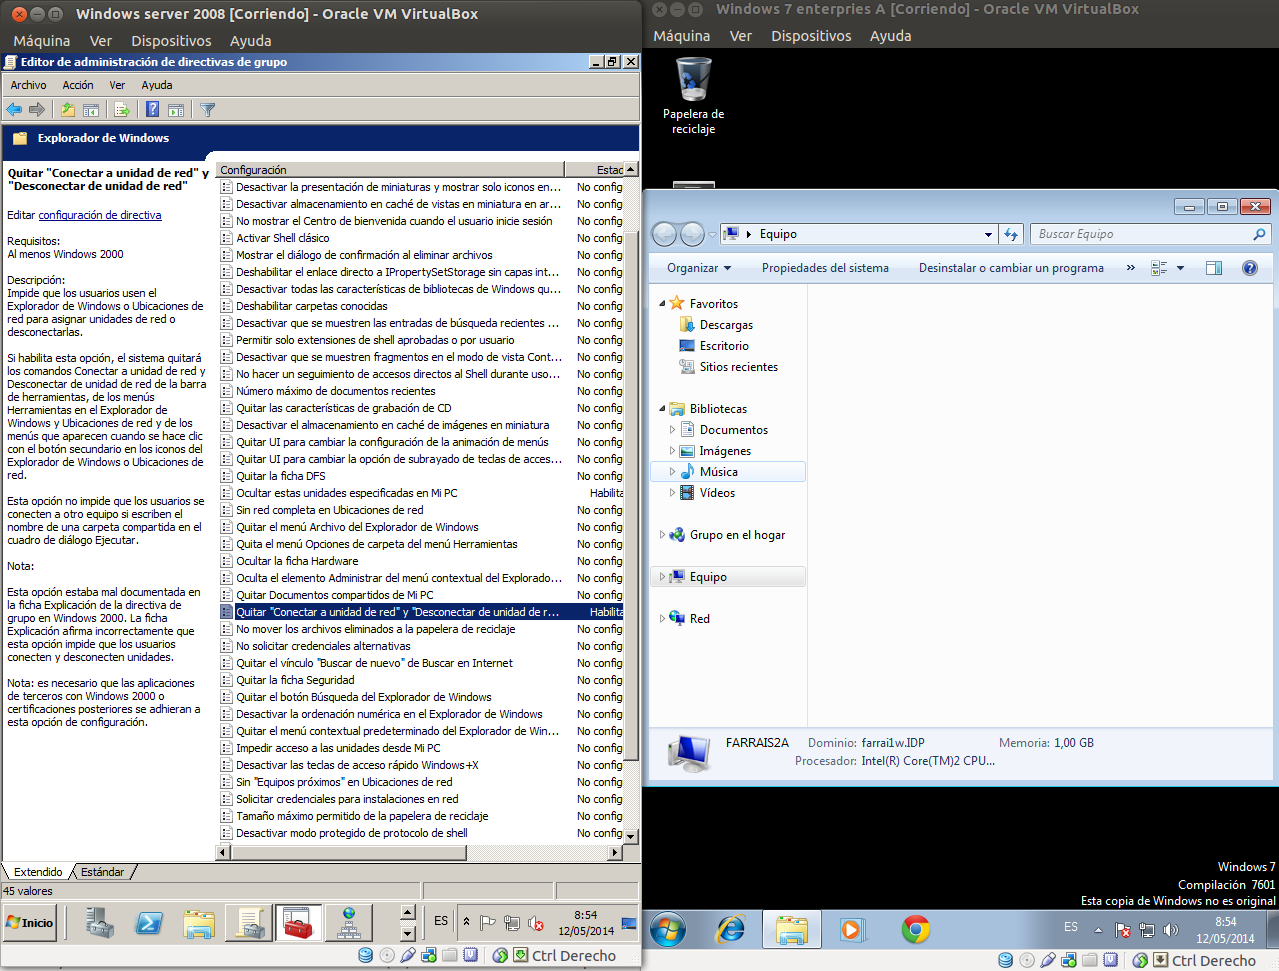 Windows server 2008 [Corriendo] - Oracle VM VirtualBox
Máquina Ver Dispositivos Ayuda
Editor de administración de directivas de grupo
Archivo Acción Ver Ayuda
Explorador de Windows
Quitar "Conectar a unidad de red" y
"Desconectar de unidad de red"
Editar configuración de directiva
Requisitos:
Al menos Windows 2000
Descripción:
Impide que los usuarios usen el
Explorador de Windows o Ubicaciones de
red para asignar unidades de red o
desconectarlas.
Si habilita esta opción, el sistema quitará
los comandos Conectar a unidad de red y
Desconectar de unidad de red de la barra
de herramientas, de los menús
Herramientas en el Explorador de
Windows y Ubicaciones de red y de los
menús que aparecen cuando se hace clic
con el botón secundario en los iconos del
Explorador de Windows o Ubicaciones de
red.
Esta opción no impide que los usuarios se
conecten a otro equipo si escriben el
nombre de una carpeta compartida en el
cuadro de diálogo Ejecutar.
Nota:
Esta opción estaba mal documentada en
la ficha Explicación de la directiva de
grupo en Windows 2000. La ficha
Explicación afirma incorrectamente que
esta opción impide que los usuarios
conecten y desconecten unidades.
Nota: es necesario que las aplicaciones
de terceros con Windows 2000 o
certificaciones posteriores se adhieran a
esta opción de configuración.
Configuración Estad
Desactivar la presentación de miniaturas y mostrar solo iconos en... No config
Desactivar almacenamiento en caché de vistas en miniatura en ar... No config
No mostrar el Centro de bienvenida cuando el usuario inicie sesión No config
Activar Shell clásico No config
Mostrar el diálogo de confirmación al eliminar archivos No config
Deshabilitar el enlace directo a IPropertySetStorage sin capas int... No config
Desactivar todas las características de bibliotecas de Windows qu... No config
Deshabilitar carpetas conocidas No config
Desactivar que se muestren las entradas de búsqueda recientes ... No config
Permitir solo extensiones de shell aprobadas o por usuario No config
Desactivar que se muestren fragmentos en el modo de vista Cont... No config
No hacer un seguimiento de accesos directos al Shell durante uso... No config
Número máximo de documentos recientes No config
Quitar las características de grabación de CD No config
Desactivar el almacenamiento en caché de imágenes en miniatura No config
Quitar UI para cambiar la configuración de la animación de menús No config
Quitar UI para cambiar la opción de subrayado de teclas de acces... No config
Quitar la ficha DFS No config
Ocultar estas unidades especificadas en Mi PC Habilita
Sin red completa en Ubicaciones de red No config
Quitar el menú Archivo del Explorador de Windows No config
Quita el menú Opciones de carpeta del menú Herramientas No config
Ocultar la ficha Hardware No config
Oculta el elemento Administrar del menú contextual del Explorado... No config
Quitar Documentos compartidos de Mi PC No config
Quitar "Conectar a unidad de red" y "Desconectar de unidad de r... Habilita
No mover los archivos eliminados a la papelera de reciclaje No config
No solicitar credenciales alternativas No config
Quitar el vínculo "Buscar de nuevo" de Buscar en Internet No config
Quitar la ficha Seguridad No config
Quitar el botón Búsqueda del Explorador de Windows No config
Desactivar la ordenación numérica en el Explorador de Windows No config
Quitar el menú contextual predeterminado del Explorador de Win... No config
Impedir acceso a las unidades desde Mi PC No config
Desactivar las teclas de acceso rápido Windows+X No config
Sin "Equipos próximos" en Ubicaciones de red No config
Solicitar credenciales para instalaciones en red No config
Tamaño máximo permitido de la papelera de reciclaje No config
Desactivar modo protegido de protocolo de shell No config
Extendido Estándar
45 valores
Inicio ES 8:54
12/05/2014
Ctrl Derecho
Windows 7 enterpries A [Corriendo] - Oracle VM VirtualBox
Máquina Ver Dispositivos Ayuda
Papelera de
reciclaje
Equipo Buscar Equipo
Organizar Propiedades del sistema Desinstalar o cambiar un programa »
Favoritos
Descargas
Escritorio
Sitios recientes
Bibliotecas
Documentos
Imágenes
Música
Vídeos
Grupo en el hogar
Equipo
Red
FARRAIS2A Dominio: farrai1w.IDP Memoria: 1,00 GB
Procesador: Intel(R) Core(TM)2 CPU...
Windows 7
Compilación 7601
Esta copia de Windows no es original
ES 8:54
12/05/2014
Ctrl Derecho